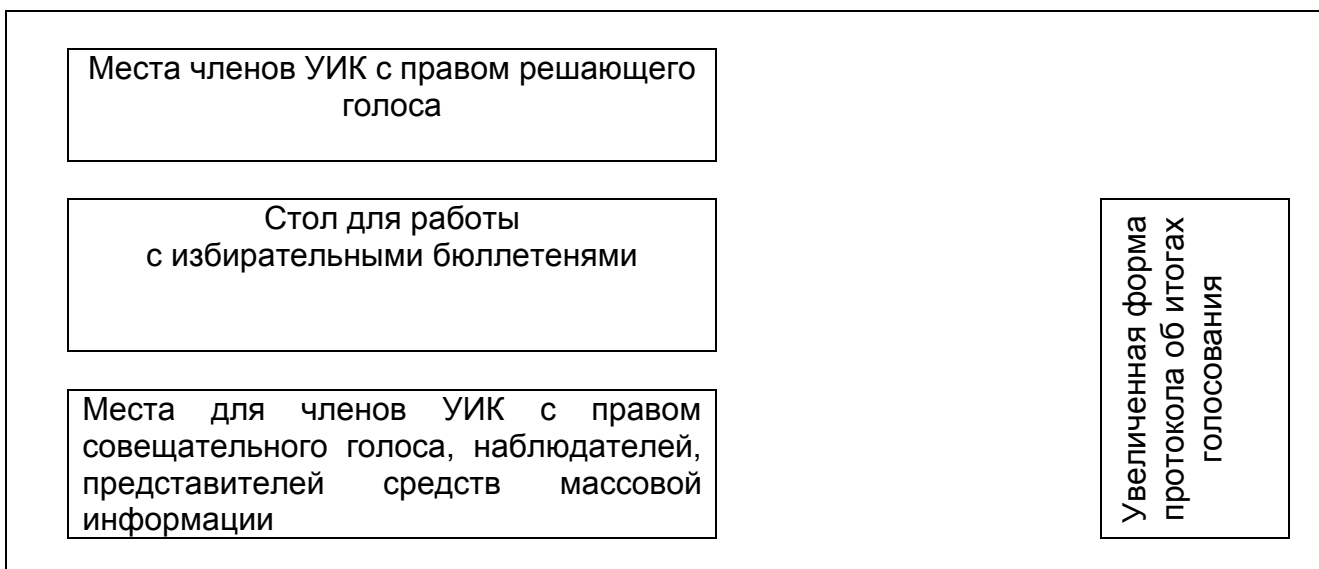 Места членов УИК с правом решающего
голоса
Стол для работы
с избирательными бюллетенями
Места для членов УИК с правом
совещательного голоса, наблюдателей,
представителей средств массовой
информации
Увеличенная форма
протокола об итогах
голосования